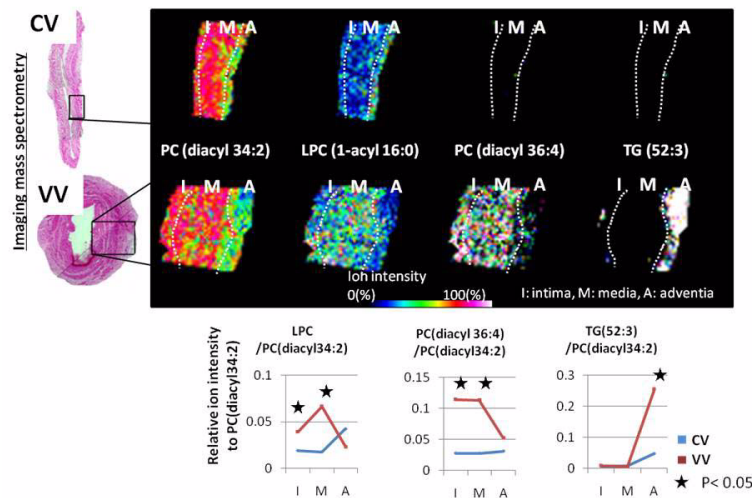 CV
I M A I M A I M A I M A
Imaging mass spectrometry
PC (diacyl 34:2) LPC (1-acyl 16:0) PC (diacyl 36:4) TG (52:3)
VV
I M A I M A I M A I M A
Ioh intensity
0(%) 100(%)
I: intima, M: media, A: adventia
LPC
/PC(diacyl34:2)
PC(diacyl 36:4)
/PC(diacyl34:2)
TG(52:3)
/PC(diacyl34:2)
Relative ion intensity
to PC(diacyl34:2)
0.1
0.05
0
I M A
0.15
0.1
0.05
0
I M A
0.3
0.2
0.1
0
I M A
CV
VV
★ P< 0.05